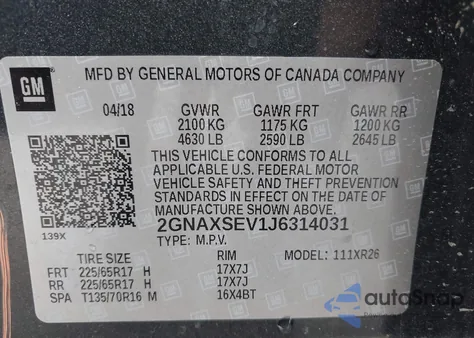 GM
MFD BY GENERAL MOTORS OF CANADA COMPANY
04/18 GVWR GAWR FRT GAWR RR
2100 KG 1175 KG 1200 KG
4630 LB 2590 LB 2645 LB
THIS VEHICLE CONFORMS TO ALL
APPLICABLE U.S. FEDERAL MOTOR
VEHICLE SAFETY AND THEFT PREVENTION
STANDARDS IN EFFECT ON THE DATE OF
MANUFACTURE SHOWN ABOVE.
139X
2GNAXSEV1J6314031
TYPE: M.P.V. MODEL: 111XR26
TIRE SIZE RIM
FRT 225/65R17 H 17X7J
RR 225/65R17 H 17X7J
SPA T135/70R16 M 16X4BT
autoSnap
Powered by